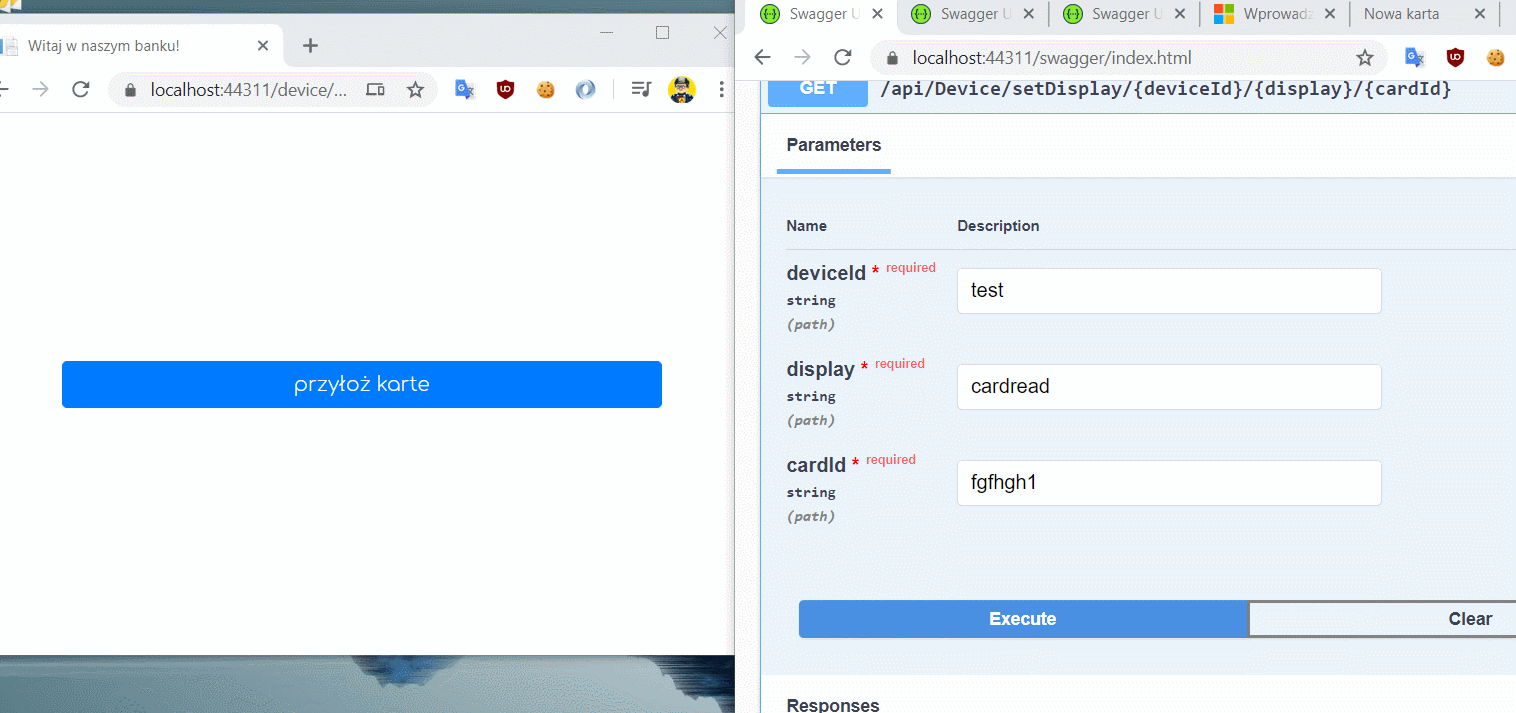 Witaj w naszym banku!
localhost:44311/device/...
przyłoż karte
Swagger U
Swagger U
Swagger U
Wprowadz
Nowa karta
localhost:44311/swagger/index.html
GET /api/Device/setDisplay/{deviceId}/{display}/{cardId}
Parameters
Name Description
deviceId * required
string
(path)
test
display * required
string
(path)
cardread
cardId * required
string
(path)
fgfhgh1
Execute Clear
Responses